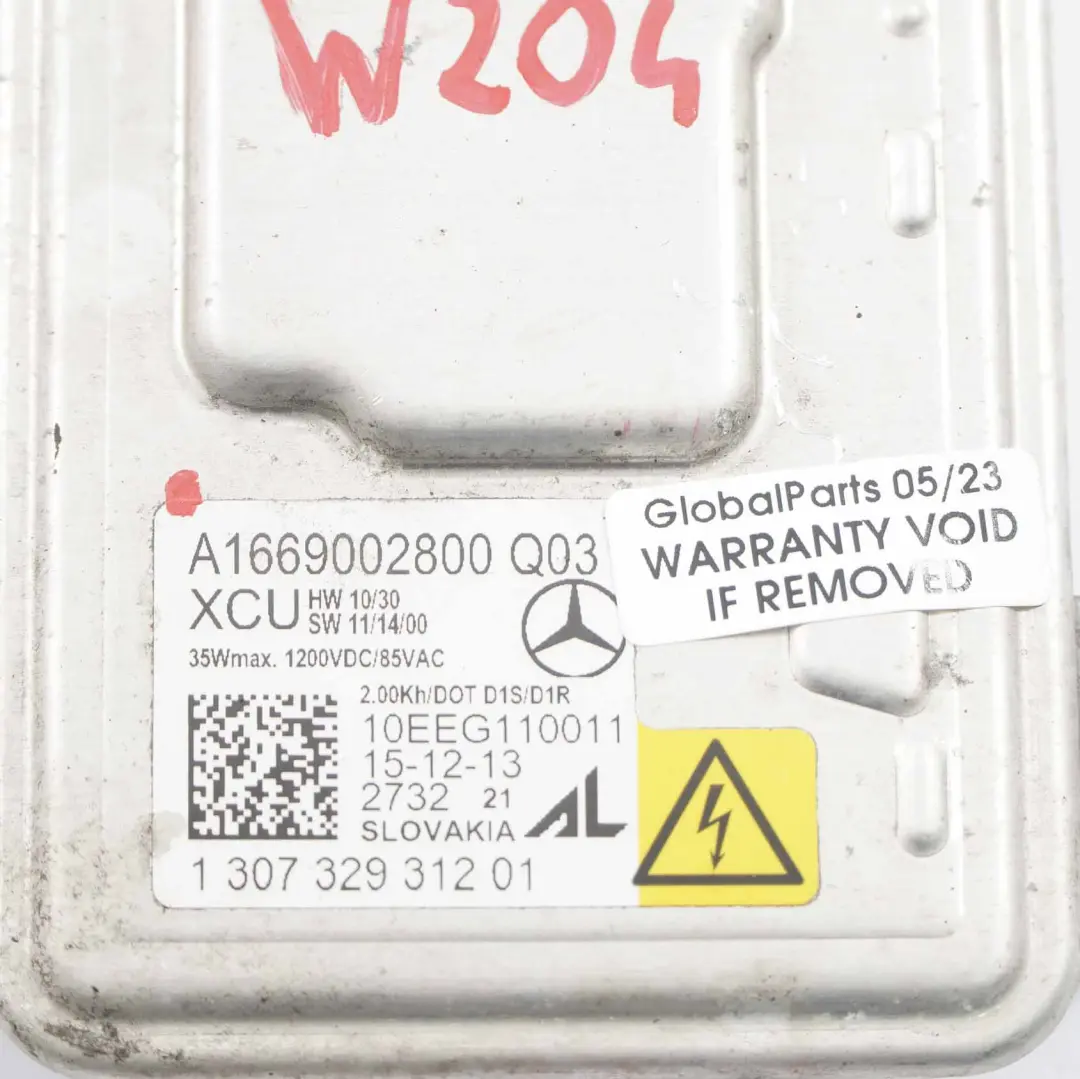 W204
GlobalParts 05/23
WARRANTY VOID
IF REMOVED
A1669002800 Q03
XCU HW 10/30
SW 11/14/00
35Wmax. 1200VDC/85VAC
2.00Kh/DOT D1S/D1R
10EEG110011
15-12-13
2732 21
SLOVAKIA AL
1 307 329 312 01